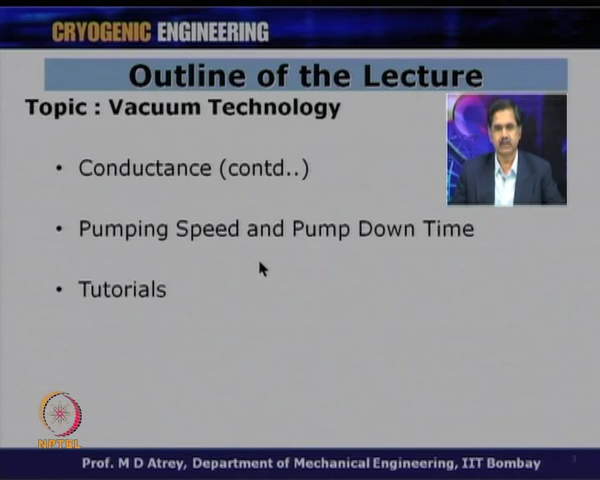 CRYOGENIC ENGINEERING
Outline of the Lecture
Topic : Vacuum Technology
• Conductance (contd..)
• Pumping Speed and Pump Down Time
• Tutorials
NPTEL
Prof. M D Atrey, Department of Mechanical Engineering, IIT Bombay
3